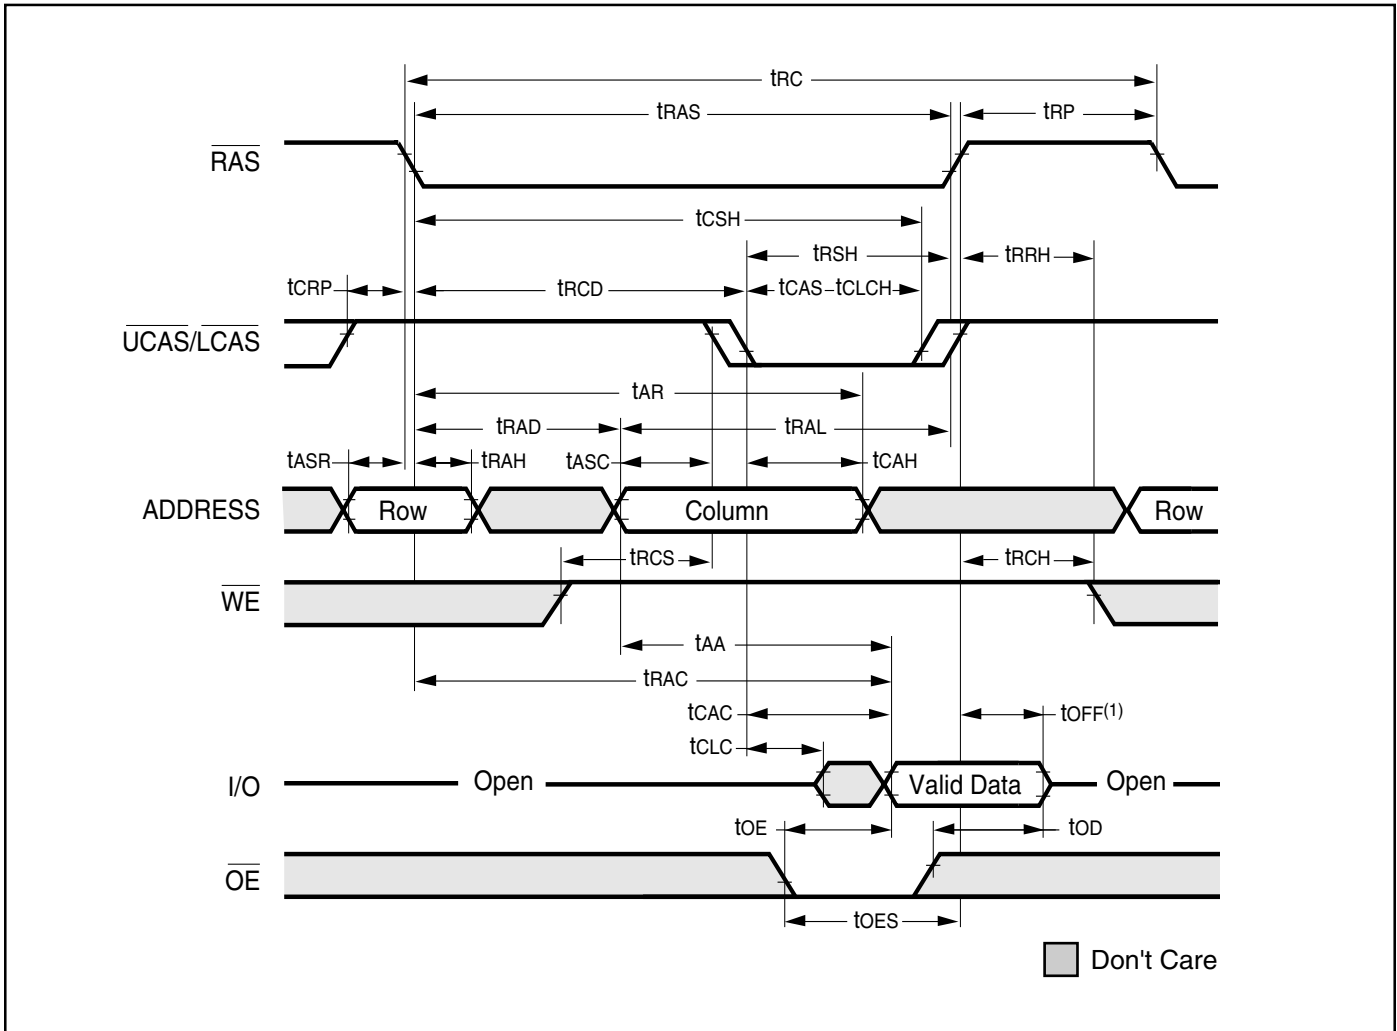 tRC
tRAS
tRP
RAS
tCSH
tRSH
tRRH
tCRP
tRCD
tCAS
tCLCH
UCAS/LCAS
tAR
tRAD
tRAL
tASR
tRAH
tASC
tCAH
ADDRESS
Row
Column
Row
tRCS
tRCH
WE
tAA
tRAC
tCAC
tOFF(1)
tCLC
I/O
Open
Valid Data
Open
tOE
tOD
OE
tOES
Don't Care